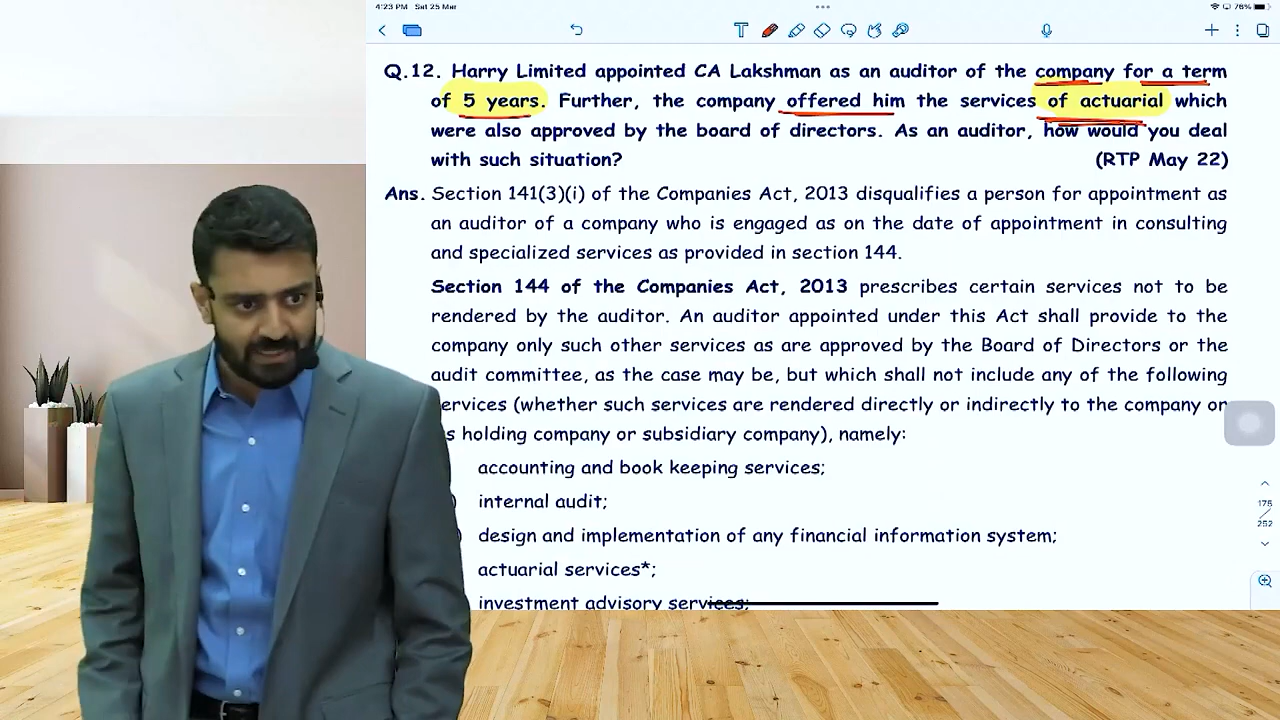 4:23 PM Sat 25 Mar
76%
Q.12. Harry Limited appointed CA Lakshman as an auditor of the company for a term
of 5 years. Further, the company offered him the services of actuarial which
were also approved by the board of directors. As an auditor, how would you deal
with such situation? (RTP May 22)
Ans. Section 141(3)(i) of the Companies Act, 2013 disqualifies a person for appointment as
an auditor of a company who is engaged as on the date of appointment in consulting
and specialized services as provided in section 144.
Section 144 of the Companies Act, 2013 prescribes certain services not to be
rendered by the auditor. An auditor appointed under this Act shall provide to the
company only such other services as are approved by the Board of Directors or the
audit committee, as the case may be, but which shall not include any of the following
ervices (whether such services are rendered directly or indirectly to the company or
s holding company or subsidiary company), namely:
accounting and book keeping services;
) internal audit;
) design and implementation of any financial information system;
actuarial services*;
investment advisory services;
175
252